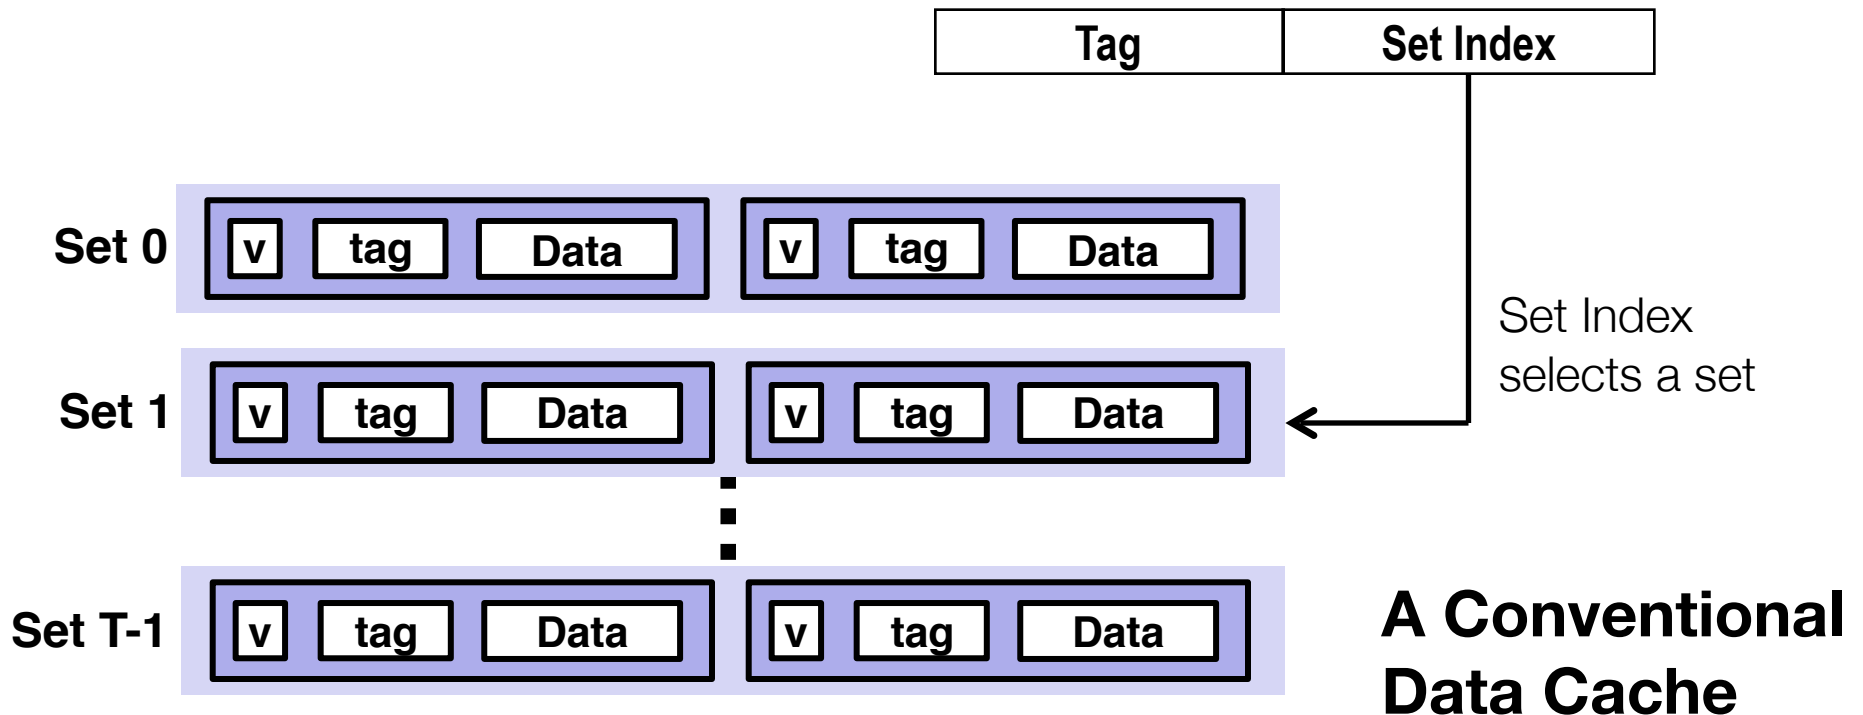 Tag Set Index
Set 0 v tag Data v tag Data
Set Index
selects a set
Set 1 v tag Data v tag Data
Set T-1 v tag Data v tag Data
A Conventional
Data Cache